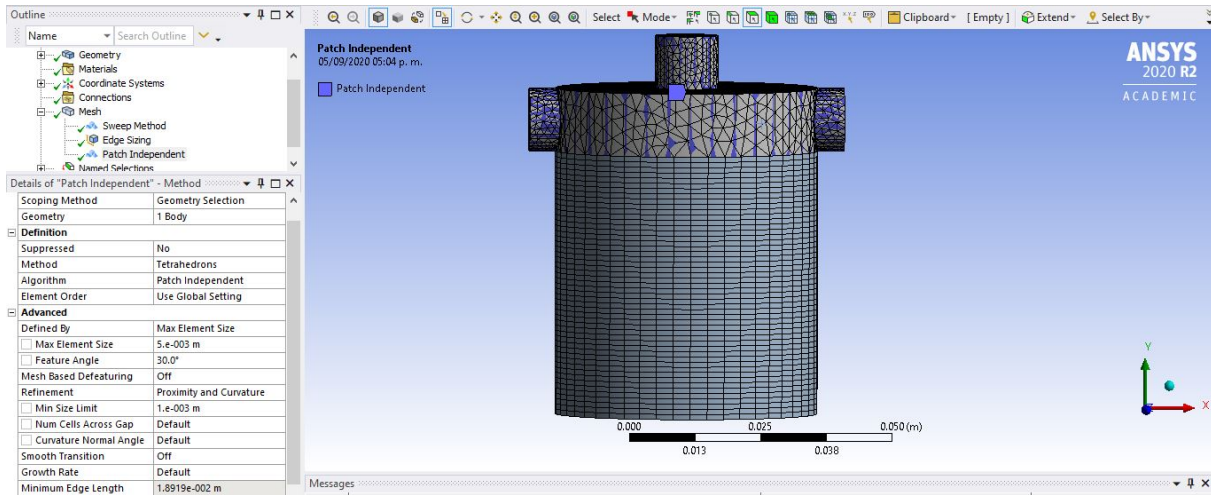 Outline
Name
Search Outline
Geometry
Materials
Coordinate Systems
Connections
Mesh
Sweep Method
Edge Sizing
Patch Independent
Named Selections
Details of "Patch Independent" - Method
Scoping Method Geometry Selection
Geometry 1 Body
Definition
Suppressed No
Method Tetrahedrons
Algorithm Patch Independent
Element Order Use Global Setting
Advanced
Defined By Max Element Size
Max Element Size 5.e-003 m
Feature Angle 30.0°
Mesh Based Defeaturing Off
Refinement Proximity and Curvature
Min Size Limit 1.e-003 m
Num Cells Across Gap Default
Curvature Normal Angle Default
Smooth Transition Off
Growth Rate Default
Minimum Edge Length 1.8919e-002 m
Select Mode Clipboard [ Empty ] Extend Select By
Patch Independent
05/09/2020 05:04 p. m.
Patch Independent
ANSYS
2020 R2
ACADEMIC
Y
X
0.000 0.025 0.050 (m)
0.013 0.038
Messages